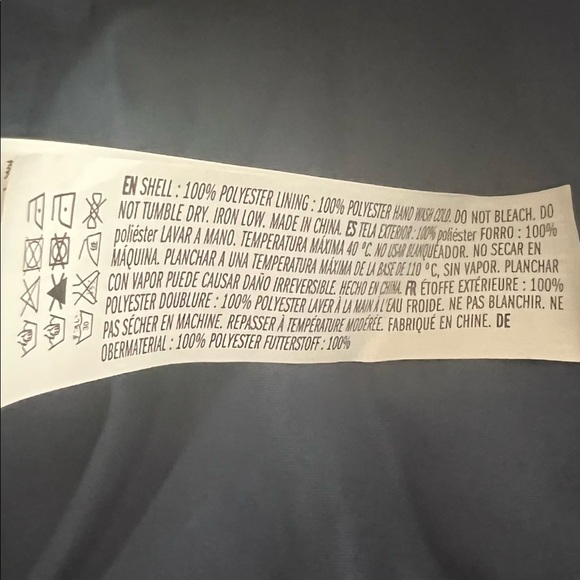 EN SHELL : 100% POLYESTER LINING : 100% POLYESTER HAND WASH COLD. DO NOT BLEACH. DO
NOT TUMBLE DRY. IRON LOW. MADE IN CHINA. ES TELA EXTERIOR : 100% poliéster FORRO : 100%
poliéster LAVAR A MANO. TEMPERATURA MÁXIMA 40 °C. NO USAR BLANQUEADOR. NO SECAR EN
MÁQUINA. PLANCHAR A UNA TEMPERATURA MÁXIMA DE LA BASE DE 110 °C, SIN VAPOR. PLANCHAR
CON VAPOR PUEDE CAUSAR DAÑO IRREVERSIBLE. HECHO EN CHINA. FR ÉTOFFE EXTÉRIEURE : 100%
POLYESTER DOUBLURE : 100% POLYESTER LAVER À LA MAIN À L'EAU FROIDE. NE PAS BLANCHIR. NE
PAS SÉCHER EN MACHINE. REPASSER À TEMPÉRATURE MODÉRÉE. FABRIQUÉ EN CHINE. DE
OBERMATERIAL : 100% POLYESTER FUTTERSTOFF : 100%